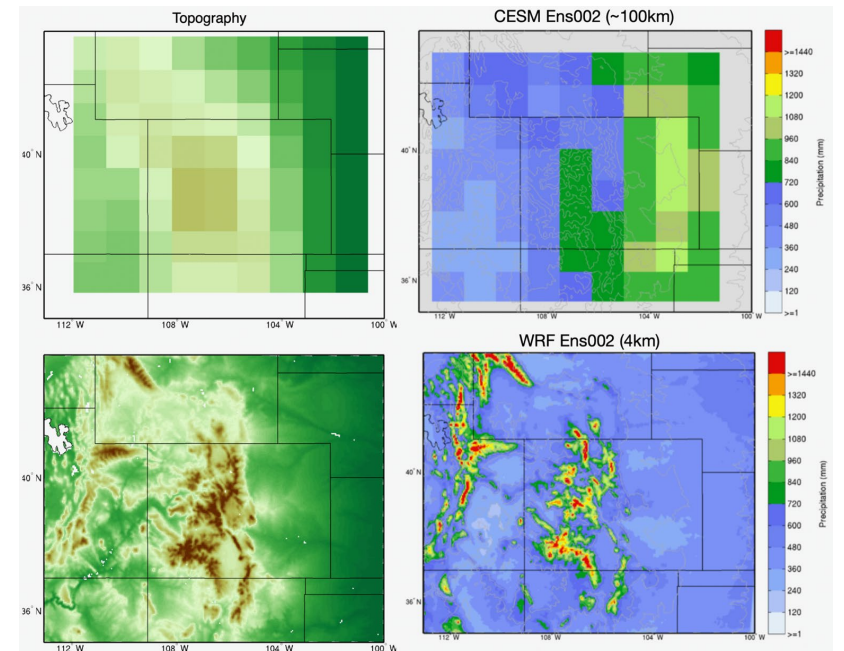 Topography
CESM Ens002 (~100km)
40° N
36° N
112° W
108° W
104° W
100° W
40° N
36° N
112° W
108° W
104° W
100° W
>=1440
1320
1200
1080
960
840
720
600
480
360
240
120
>=1
Precipitation (mm)
WRF Ens002 (4km)
40° N
36° N
112° W
108° W
104° W
100° W
40° N
36° N
112° W
108° W
104° W
100° W
>=1440
1320
1200
1080
960
840
720
600
480
360
240
120
>=1
Precipitation (mm)